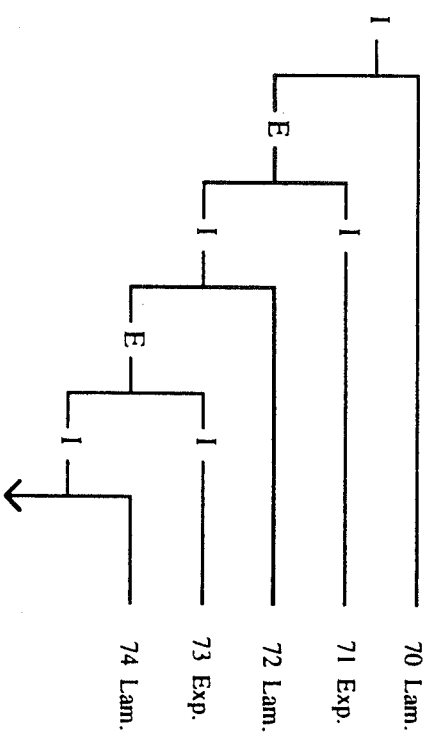 70 Lam.
I
I 71 Exp.
E 72 Lam.
I I 73 Exp.
E 74 Lam.
I